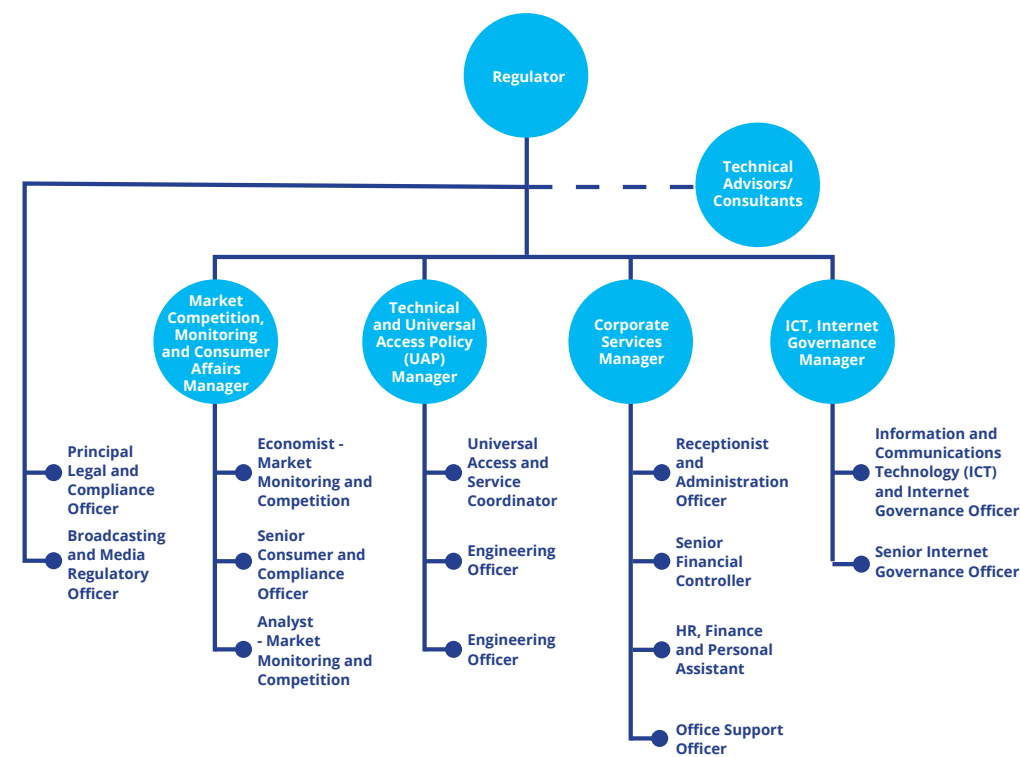 Regulator
Technical
Advisors/
Consultants
Market
Competition,
Monitoring
and Consumer
Affairs
Manager
Technical
and Universal
Access Policy
(UAP)
Manager
Corporate
Services
Manager
ICT, Internet
Governance
Manager
Principal
Legal and
Compliance
Officer
Broadcasting
and Media
Regulatory
Officer
Economist -
Market
Monitoring and
Competition
Senior
Consumer and
Compliance
Officer
Analyst
- Market
Monitoring and
Competition
Universal
Access and
Service
Coordinator
Engineering
Officer
Engineering
Officer
Receptionist
and
Administration
Officer
Senior
Financial
Controller
HR, Finance
and Personal
Assistant
Office Support
Officer
Information and
Communications
Technology (ICT)
and Internet
Governance Officer
Senior Internet
Governance Officer